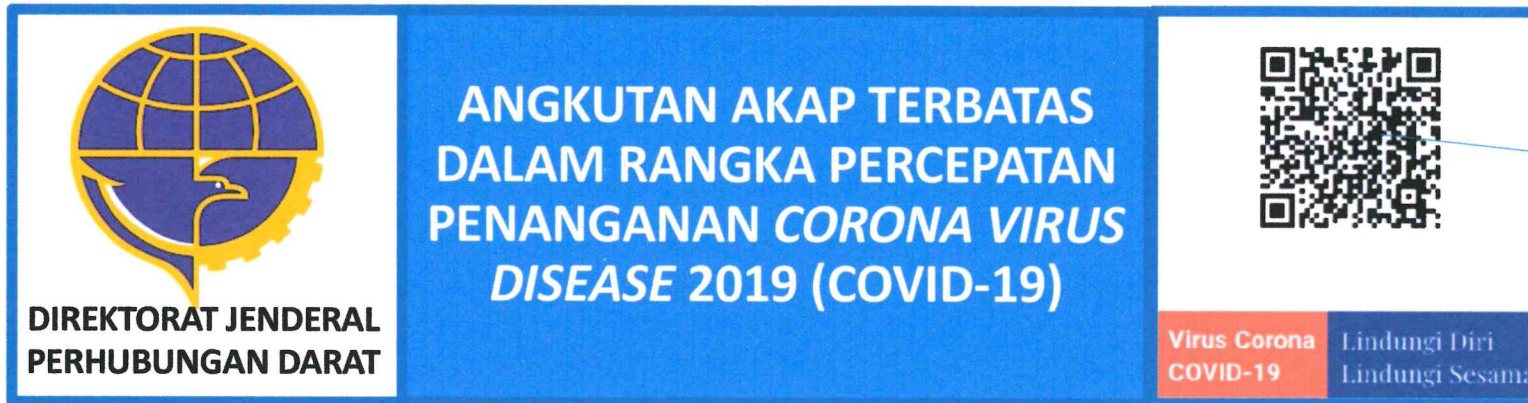 DIREKTORAT JENDERAL
PERHUBUNGAN DARAT
ANGKUTAN AKAP TERBATAS
DALAM RANGKA PERCEPATAN
PENANGANAN CORONA VIRUS
DISEASE 2019 (COVID-19)
Virus Corona
COVID-19
Lindungi Diri
Lindungi Sesama